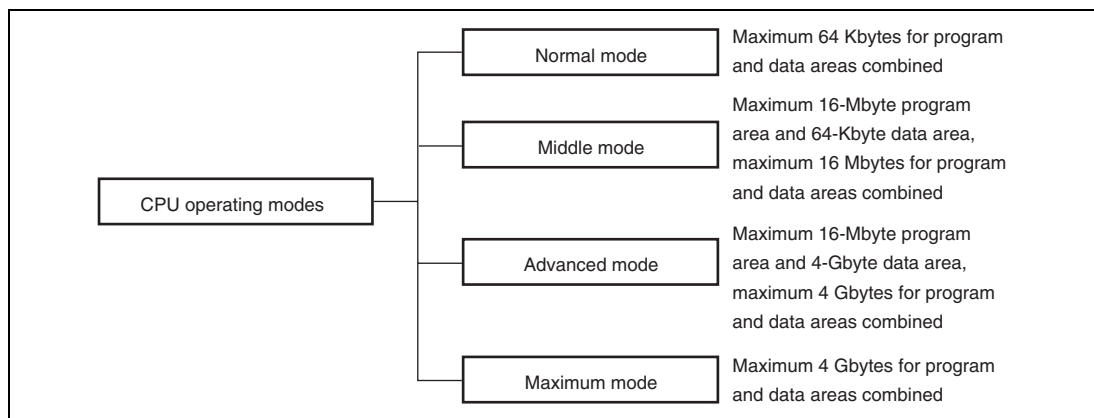 CPU operating modes
Normal mode
Maximum 64 Kbytes for program
and data areas combined
Middle mode
Maximum 16-Mbyte program
area and 64-Kbyte data area,
maximum 16 Mbytes for program
and data areas combined
Advanced mode
Maximum 16-Mbyte program
area and 4-Gbyte data area,
maximum 4 Gbytes for program
and data areas combined
Maximum mode
Maximum 4 Gbytes for program
and data areas combined